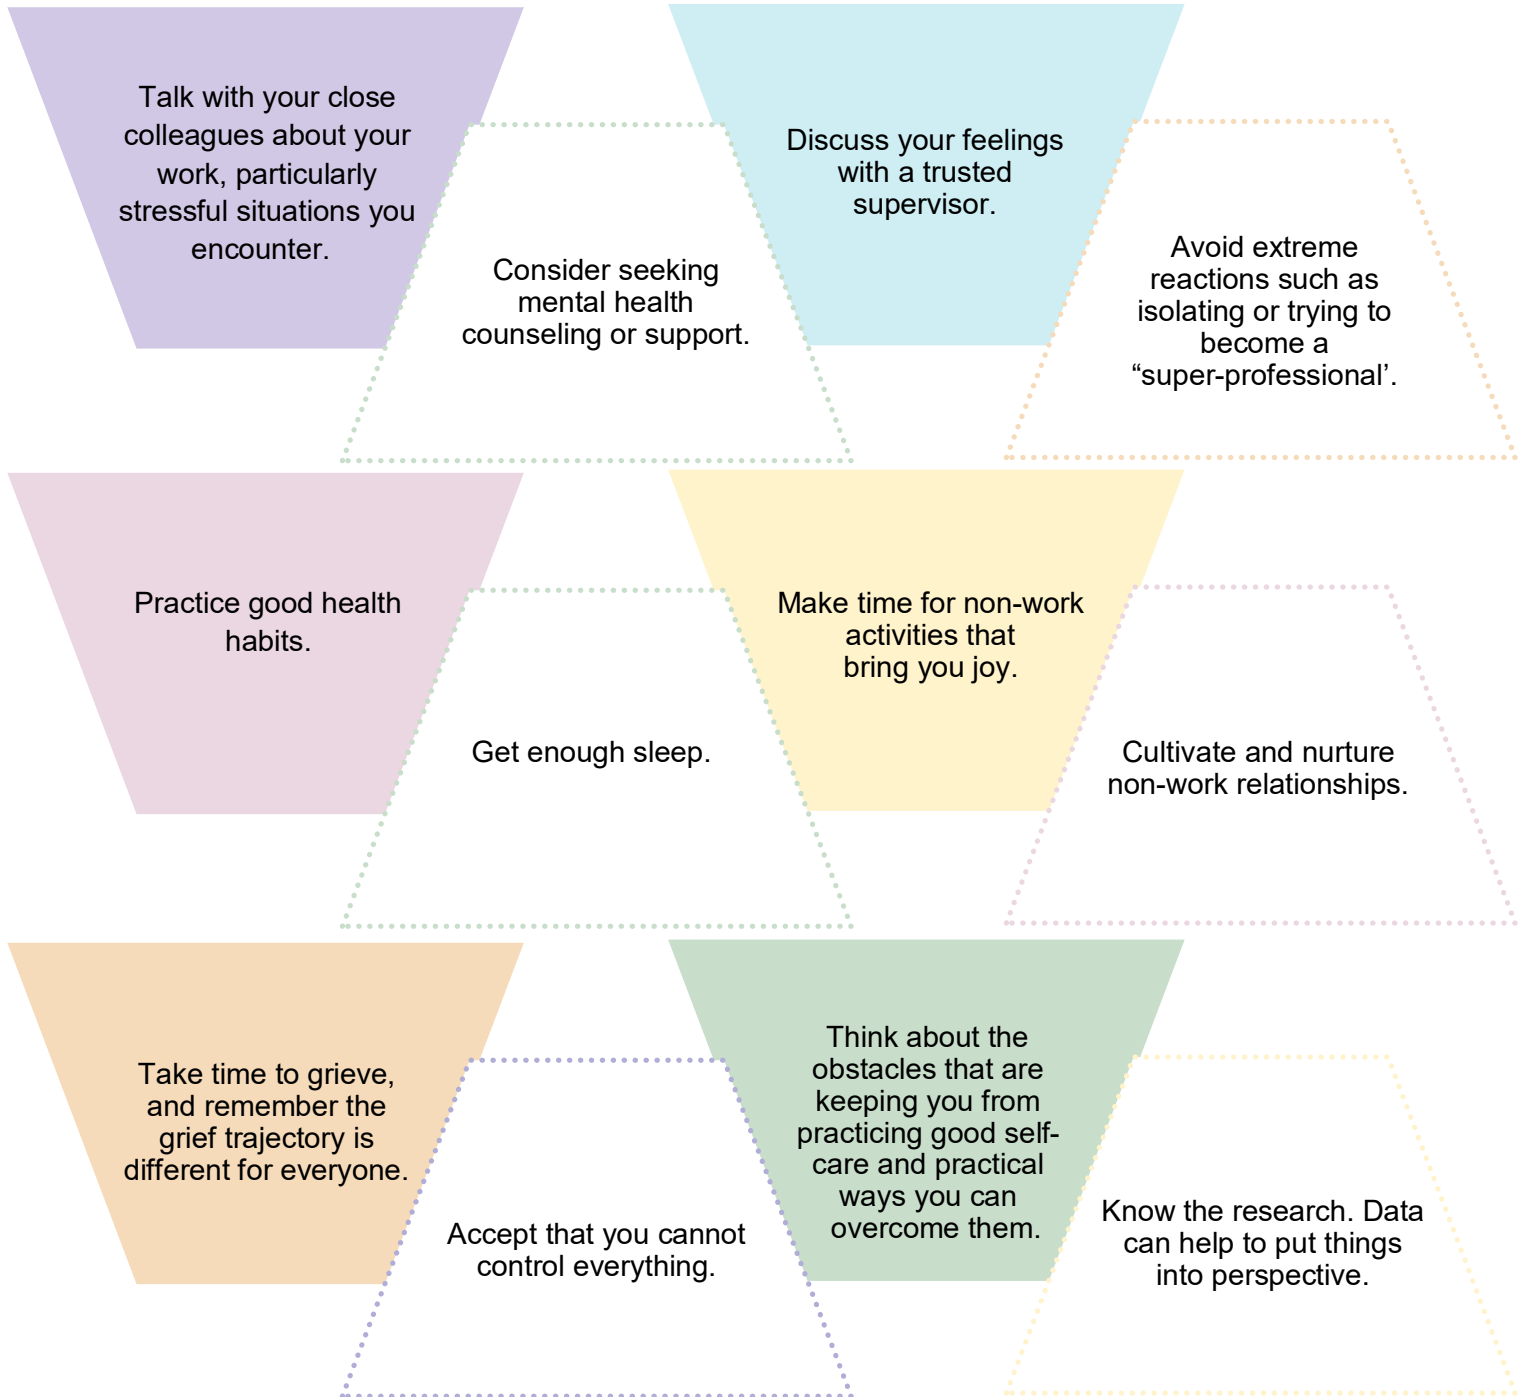 Talk with your close
colleagues about your
work, particularly
stressful situations you
encounter.
Consider seeking
mental health
counseling or support.
Discuss your feelings
with a trusted
supervisor.
Avoid extreme
reactions such as
isolating or trying to
become a
“super-professional’.
Practice good health
habits.
Get enough sleep.
Make time for non-work
activities that
bring you joy.
Cultivate and nurture
non-work relationships.
Take time to grieve,
and remember the
grief trajectory is
different for everyone.
Accept that you cannot
control everything.
Think about the
obstacles that are
keeping you from
practicing good self-
care and practical
ways you can
overcome them.
Know the research. Data
can help to put things
into perspective.